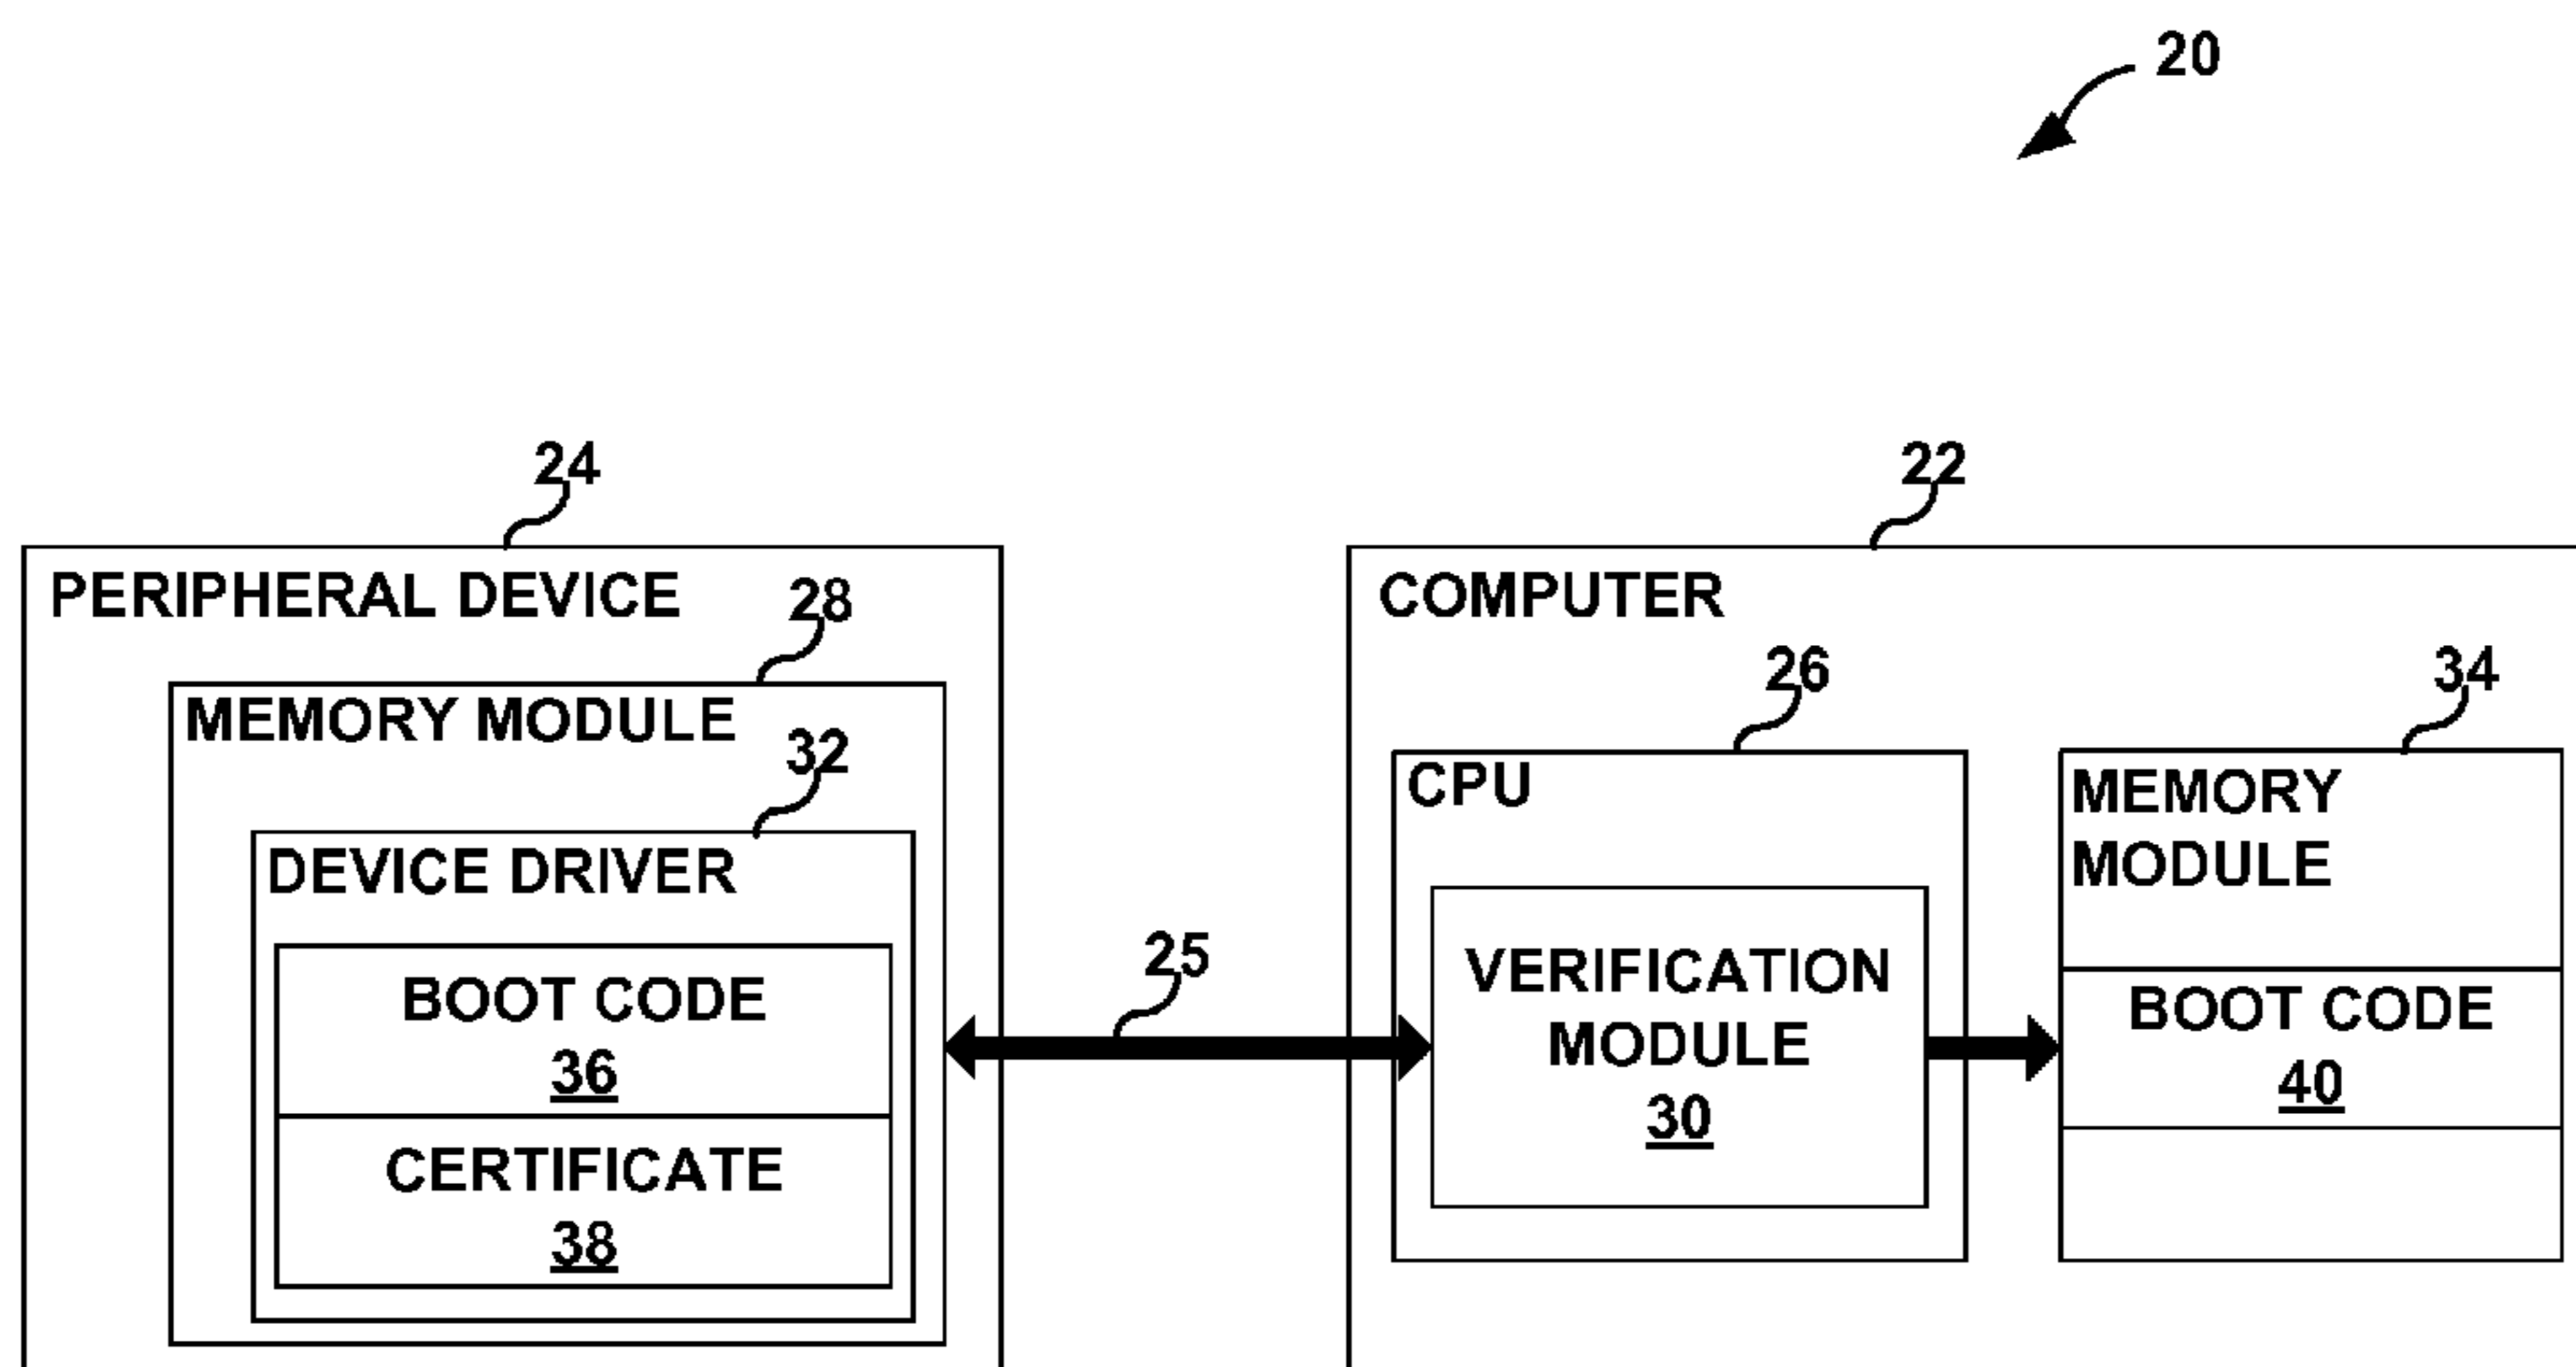 20
24
22
PERIPHERAL DEVICE
28
COMPUTER
26
34
MEMORY MODULE
32
CPU
MEMORY
MODULE
DEVICE DRIVER
25
VERIFICATION
MODULE
30
BOOT CODE
36
BOOT CODE
40
CERTIFICATE
38